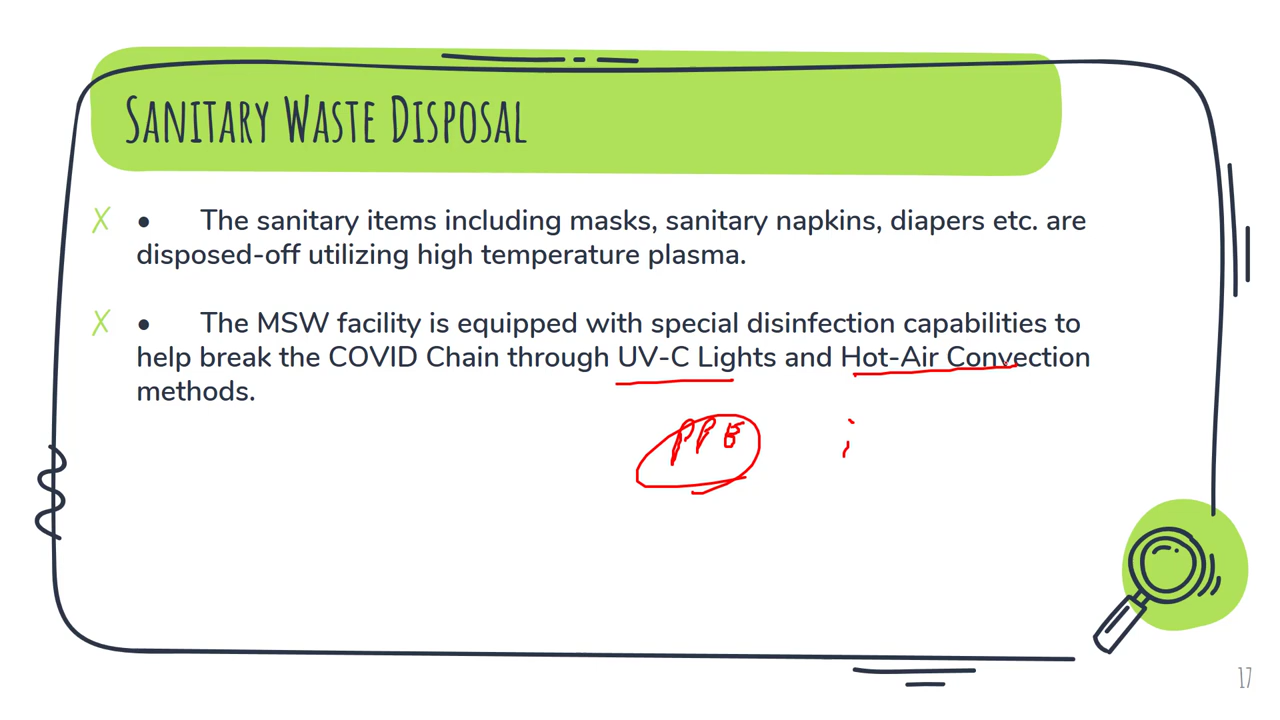 Sanitary Waste Disposal
X • The sanitary items including masks, sanitary napkins, diapers etc. are
disposed-off utilizing high temperature plasma.
X • The MSW facility is equipped with special disinfection capabilities to
help break the COVID Chain through UV-C Lights and Hot-Air Convection
methods.
PPE
i
17